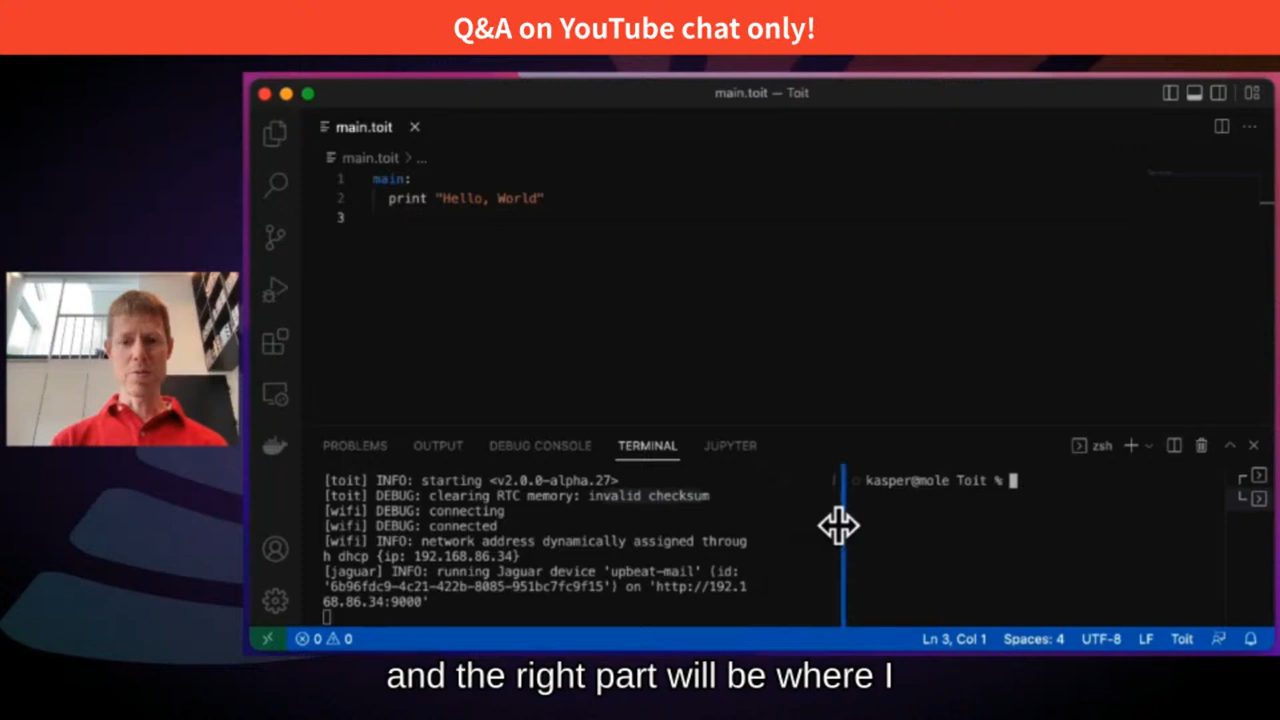 Q&A on YouTube chat only!
main.toit — Toit
main.toit
main.toit > ...
1 main:
2 print "Hello, World"
3
PROBLEMS OUTPUT DEBUG CONSOLE TERMINAL JUPYTER
zsh
[toit] INFO: starting <v2.0.0-alpha.27>
[toit] DEBUG: clearing RTC memory: invalid checksum
[wifi] DEBUG: connecting
[wifi] DEBUG: connected
[wifi] INFO: network address dynamically assigned throug
h dhcp {ip: 192.168.86.34}
[jaguar] INFO: running Jaguar device 'upbeat-mail' (id:
'6b96fdc9-4c21-422b-8085-951bc7fc9f15') on 'http://192.1
68.86.34:9000'
kasper@mole Toit %
0 0
Ln 3, Col 1 Spaces: 4 UTF-8 LF Toit
and the right part will be where I